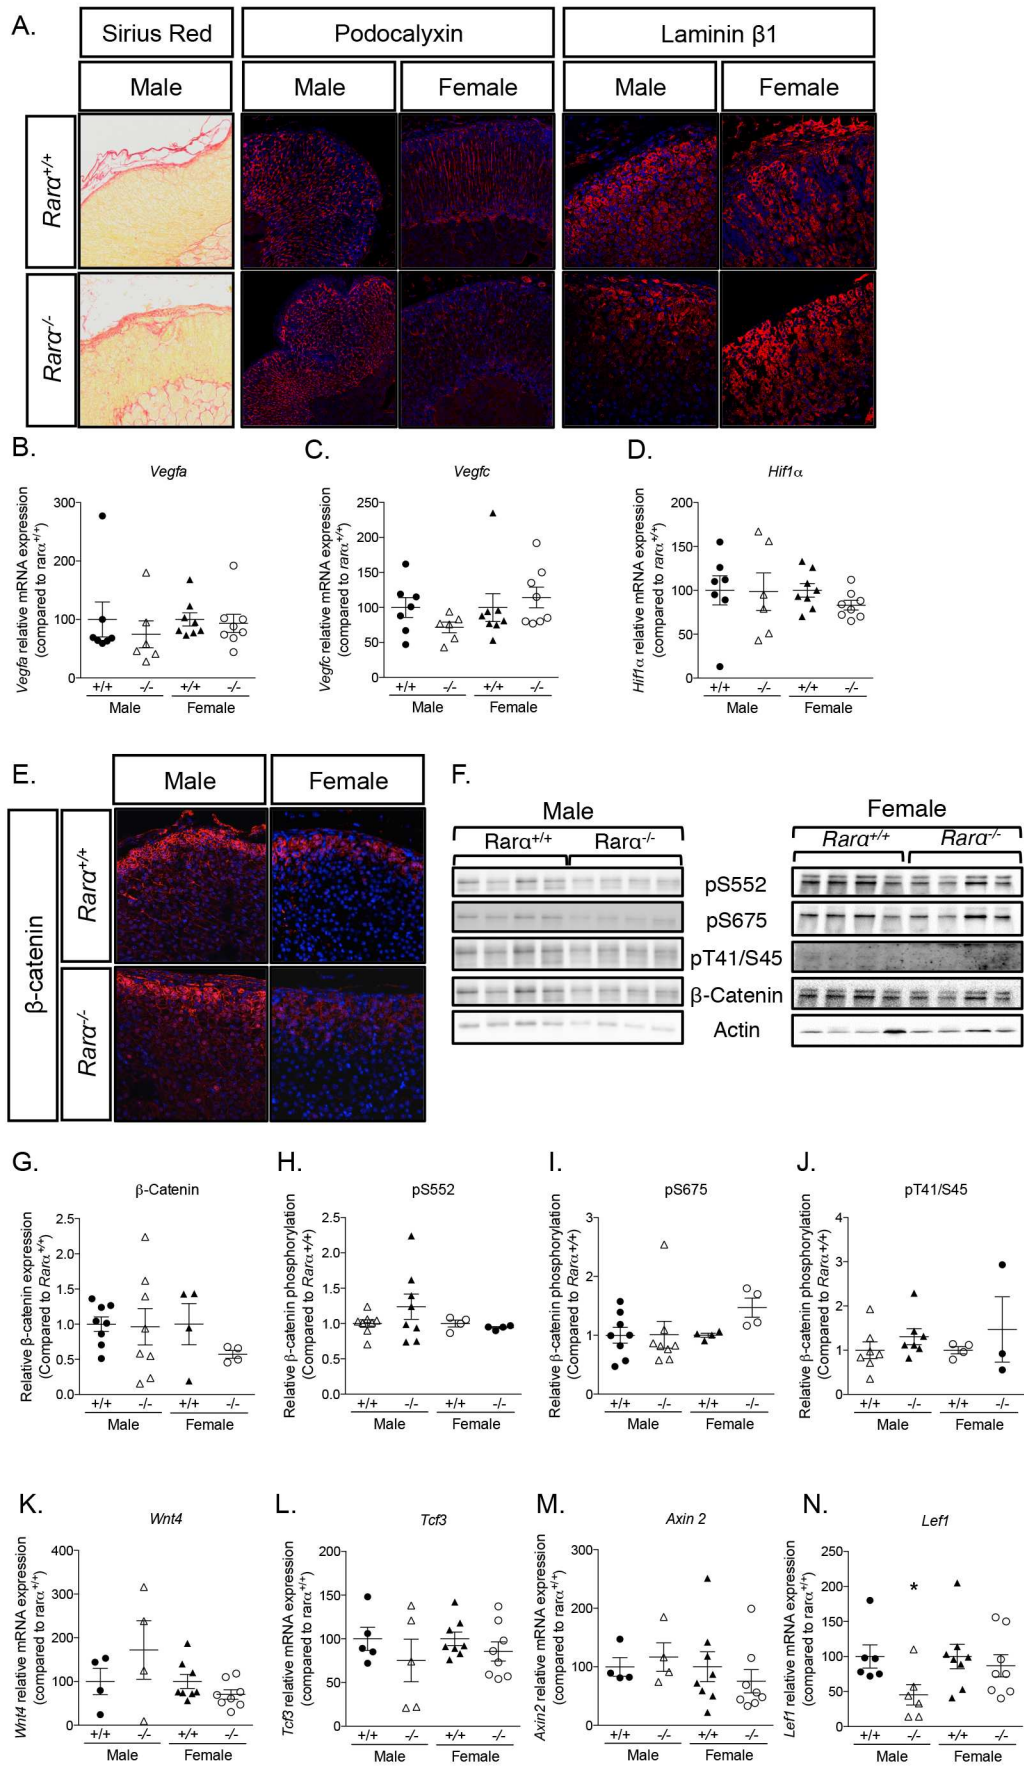 A.
Sirius Red Podocalyxin Laminin β1
Male Male Female Male Female
Rarα+/+
Rarα-/-
B. C. D.
Vegfa Vegfc Hif1α
Vegfa relative mRNA expression
(compared to rarα+/+)
300
200
100
0
+/+ -/- +/+ -/-
Male Female
Vegfc relative mRNA expression
(compared to rarα+/+)
250
200
150
100
50
0
+/+ -/- +/+ -/-
Male Female
Hif1α relative mRNA expression
(compared to rarα+/+)
200
150
100
50
0
+/+ -/- +/+ -/-
Male Female
E.
Male Female
β-catenin
Rarα+/+
Rarα-/-
F.
Male Female
Rarα+/+ Rarα-/- Rarα+/+ Rarα-/-
pS552
pS675
pT41/S45
β-Catenin
Actin
G. H. I. J.
β-Catenin pS552 pS675 pT41/S45
Relative β-catenin expression
(Compared to Rarα+/+)
2.5
2.0
1.5
1.0
0.5
0.0
+/+ -/- +/+ -/-
Male Female
Relative β-catenin phosphorylation
(Compared to Rarα+/+)
2.5
2.0
1.5
1.0
0.5
0.0
+/+ -/- +/+ -/-
Male Female
Relative β-catenin phosphorylation
(Compared to Rarα+/+)
3
2
1
0
+/+ -/- +/+ -/-
Male Female
Relative β-catenin phosphorylation
(Compared to Rarα+/+)
4
3
2
1
0
+/+ -/- +/+ -/-
Male Female
K. L. M. N.
Wnt4 Tcf3 Axin 2 Lef1
Wnt4 relative mRNA expression
(compared to rarα+/+)
400
300
200
100
0
+/+ -/- +/+ -/-
Male Female
Tcf3 relative mRNA expression
(compared to rarα+/+)
200
150
100
50
0
+/+ -/- +/+ -/-
Male Female
Axin2 relative mRNA expression
(compared to rarα+/+)
300
200
100
0
+/+ -/- +/+ -/-
Male Female
Lef1 relative mRNA expression
(compared to rarα+/+)
250
200
150
100
50
0
*
+/+ -/- +/+ -/-
Male Female